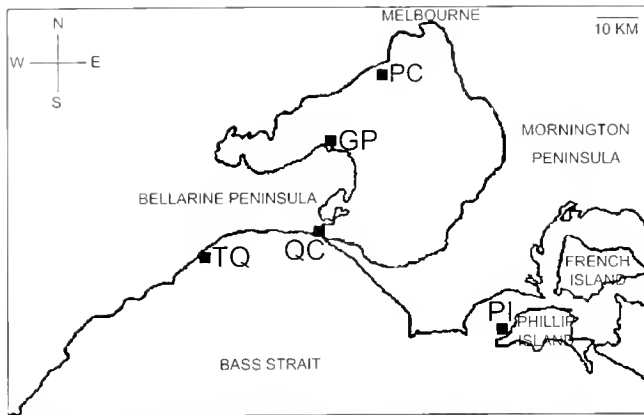 MELBOURNE
10 KM
N
W E
S
PC
GP
MORNINGTON
PENINSULA
BELLARINE PENINSULA
QC
TQ
FRENCH
ISLAND
PI
PHILLIP
ISLAND
BASS STRAIT